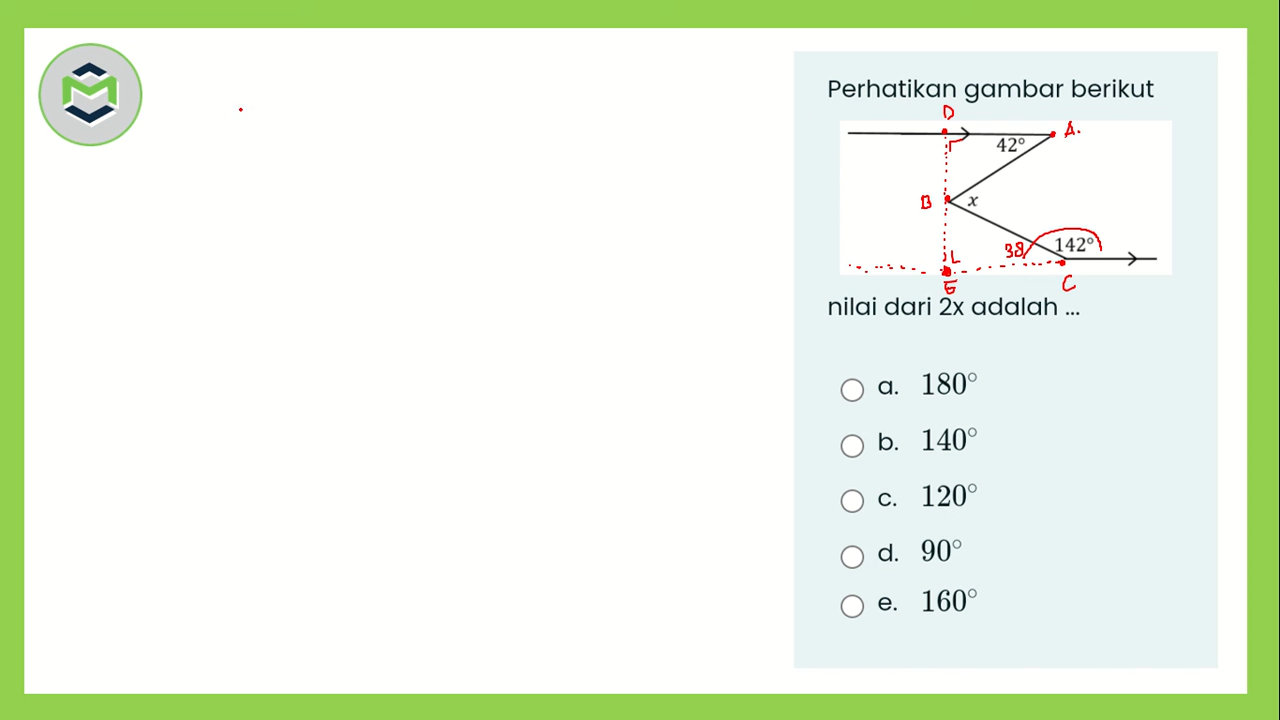 Perhatikan gambar berikut
D
A.
42°
B
x
38
142°
E
C
nilai dari 2x adalah ...
a. 180°
b. 140°
c. 120°
d. 90°
e. 160°